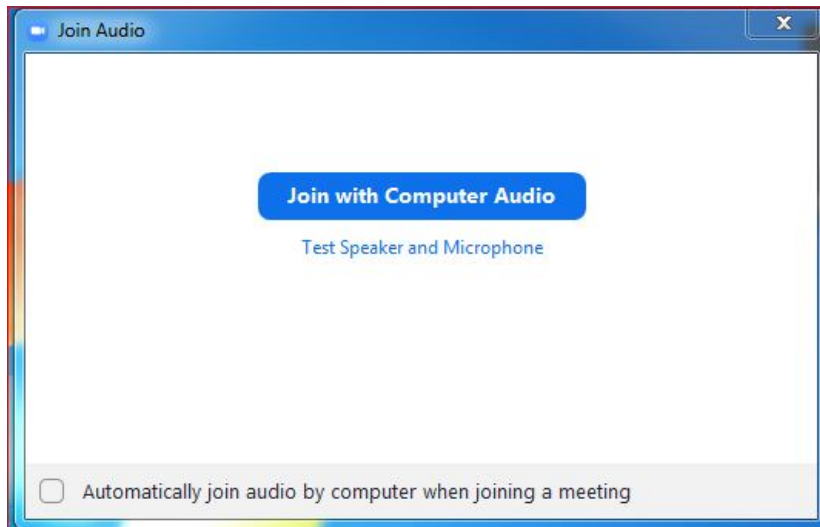 Join Audio
Join with Computer Audio
Test Speaker and Microphone
Automatically join audio by computer when joining a meeting